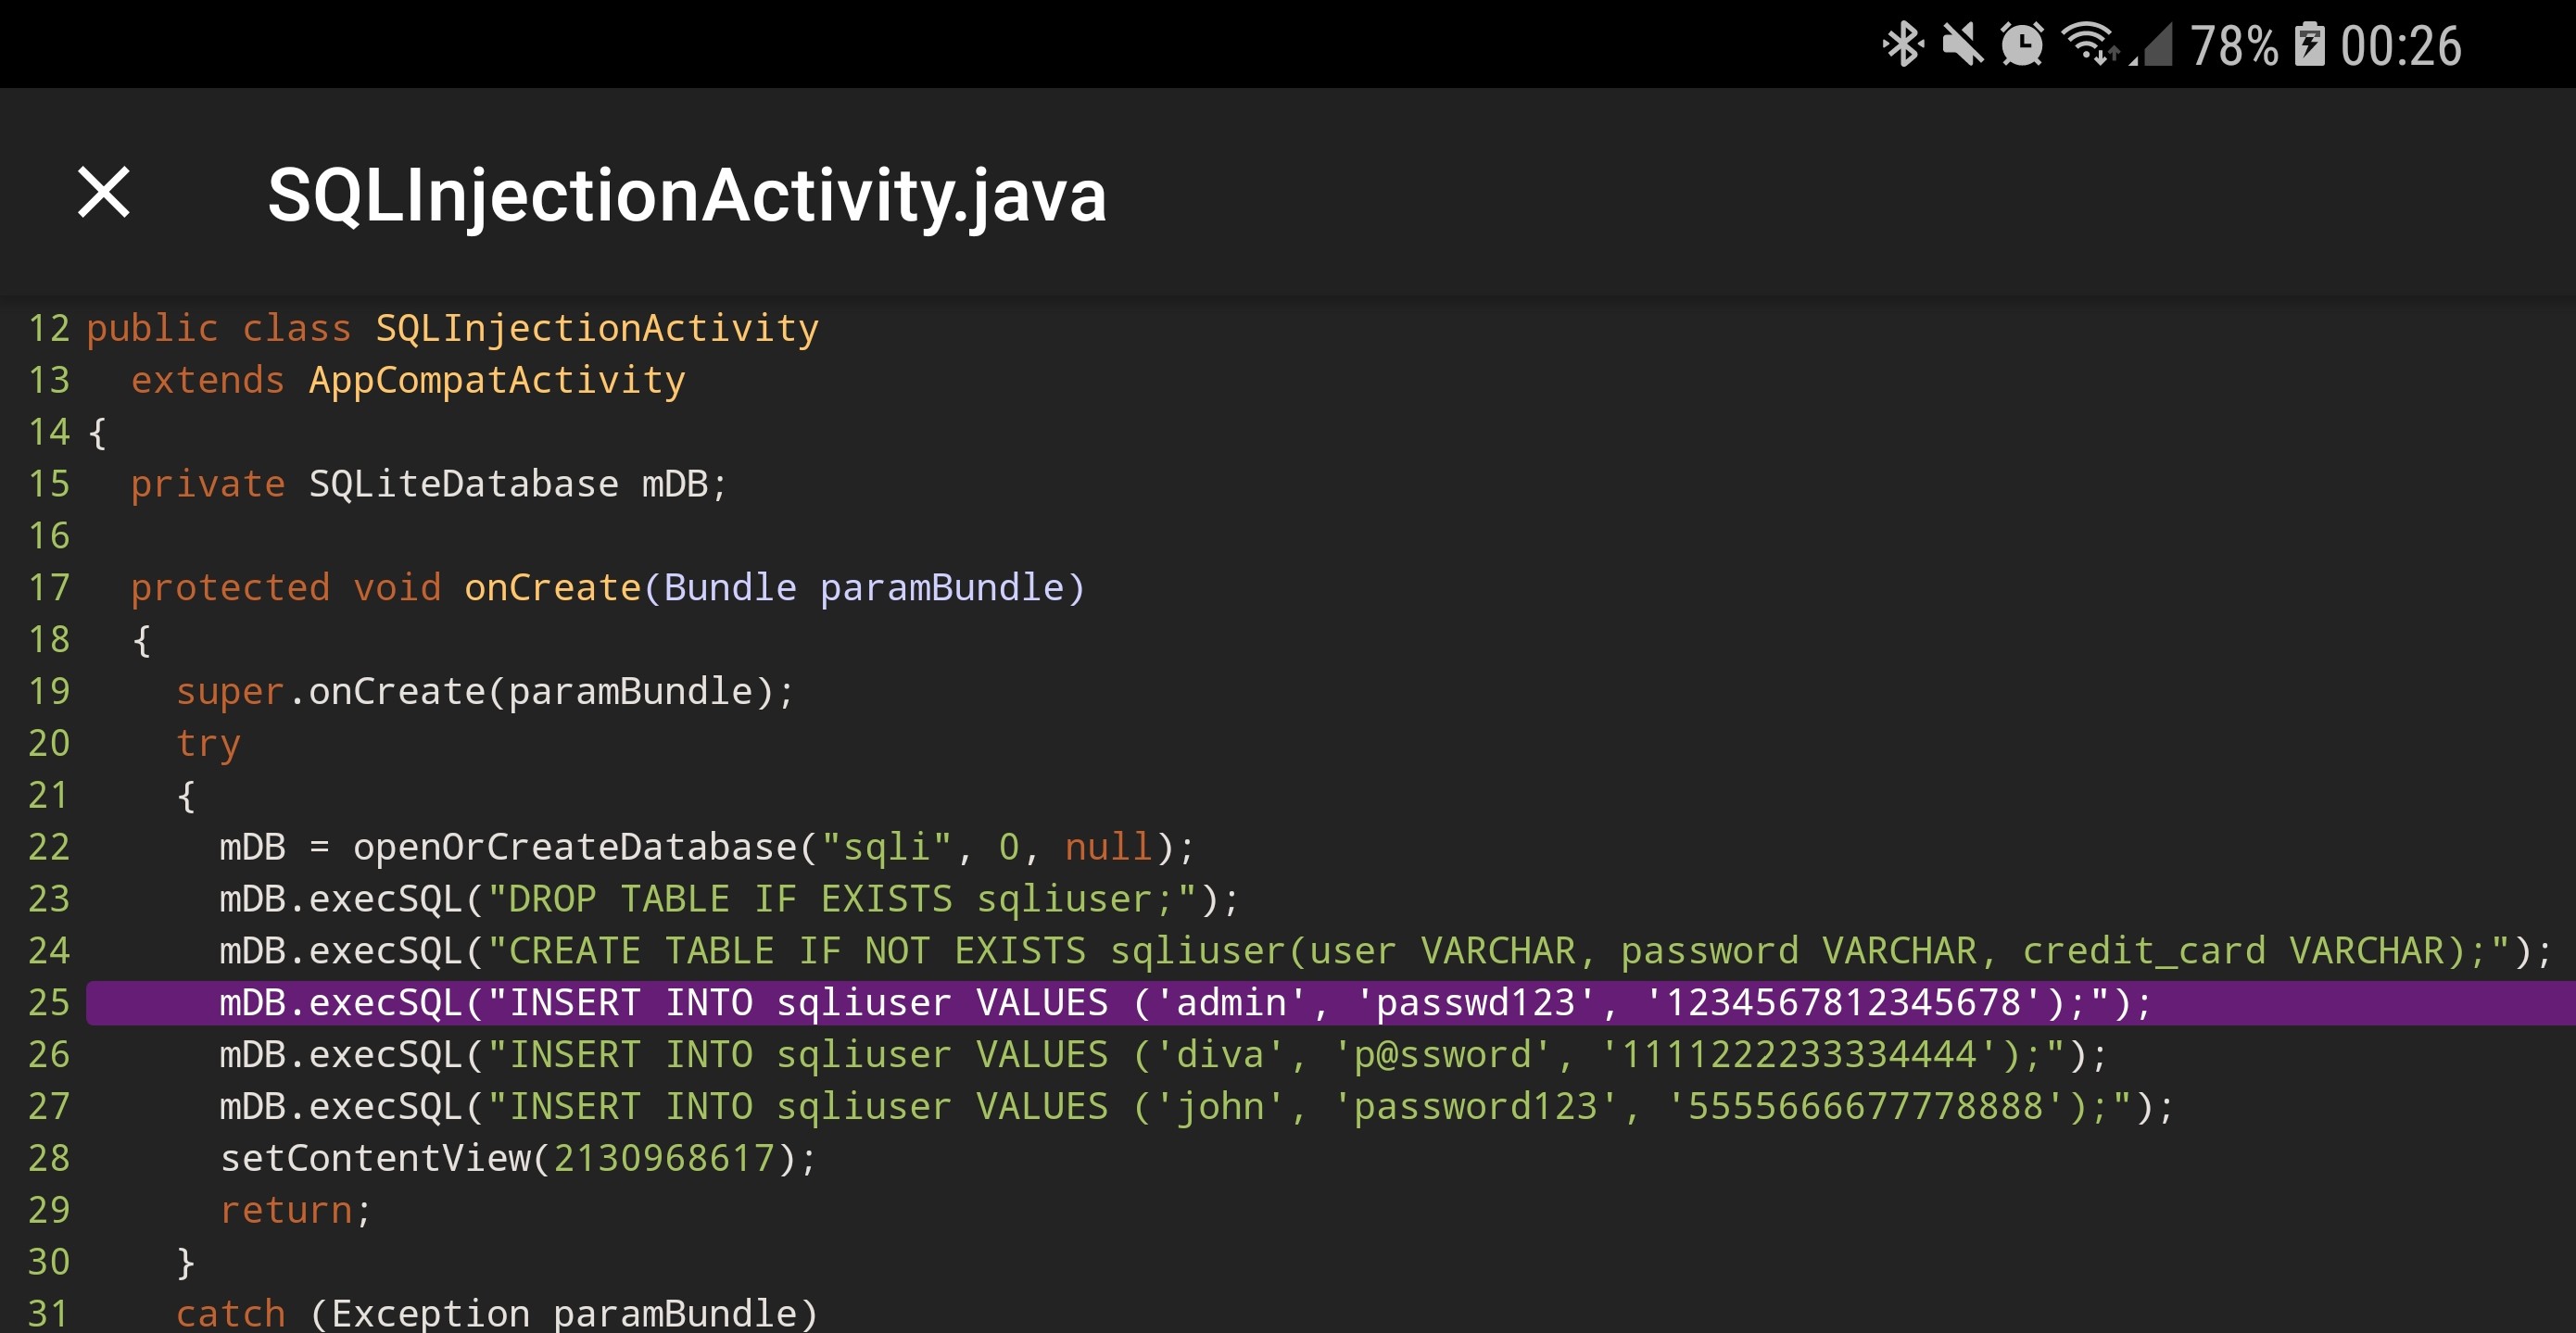 78% 00:26
SQLInjectionActivity.java
12 public class SQLInjectionActivity
13   extends AppCompatActivity
14 {
15   private SQLiteDatabase mDB;
16
17   protected void onCreate(Bundle paramBundle)
18   {
19     super.onCreate(paramBundle);
20     try
21     {
22       mDB = openOrCreateDatabase("sqli", 0, null);
23       mDB.execSQL("DROP TABLE IF EXISTS sqliuser;");
24       mDB.execSQL("CREATE TABLE IF NOT EXISTS sqliuser(user VARCHAR, password VARCHAR, credit_card VARCHAR);");
25       mDB.execSQL("INSERT INTO sqliuser VALUES ('admin', 'passwd123', '1234567812345678');");
26       mDB.execSQL("INSERT INTO sqliuser VALUES ('diva', 'p@ssword', '1111222233334444');");
27       mDB.execSQL("INSERT INTO sqliuser VALUES ('john', 'password123', '5555666677778888');");
28       setContentView(2130968617);
29       return;
30     }
31     catch (Exception paramBundle)